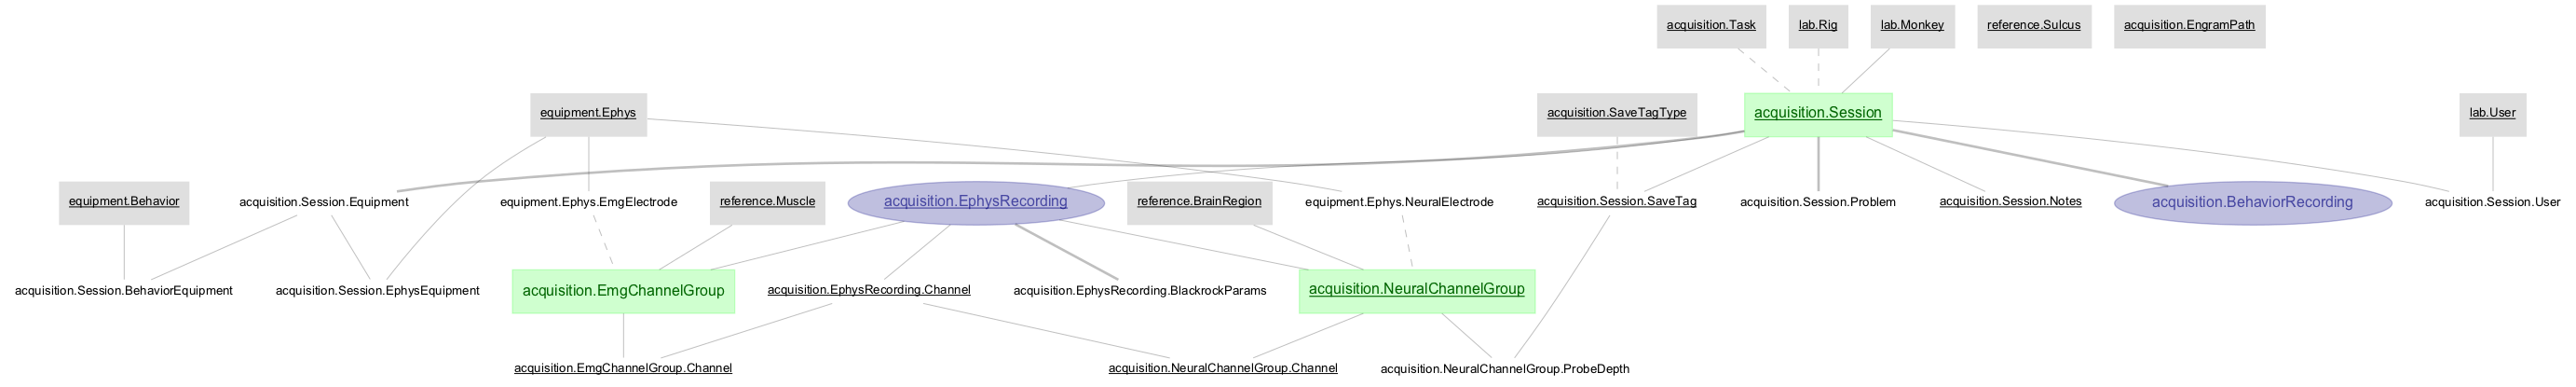 acquisition.Task
lab.Rig
lab.Monkey
reference.Sulcus
acquisition.EngramPath
equipment.Ephys
acquisition.SaveTagType
acquisition.Session
lab.User
equipment.Behavior
acquisition.Session.Equipment
equipment.Ephys.EmgElectrode
reference.Muscle
acquisition.EphysRecording
reference.BrainRegion
equipment.Ephys.NeuralElectrode
acquisition.Session.SaveTag
acquisition.Session.Problem
acquisition.Session.Notes
acquisition.BehaviorRecording
acquisition.Session.User
acquisition.Session.BehaviorEquipment
acquisition.Session.EphysEquipment
acquisition.EmgChannelGroup
acquisition.EphysRecording.Channel
acquisition.EphysRecording.BlackrockParams
acquisition.NeuralChannelGroup
acquisition.EmgChannelGroup.Channel
acquisition.NeuralChannelGroup.Channel
acquisition.NeuralChannelGroup.ProbeDepth